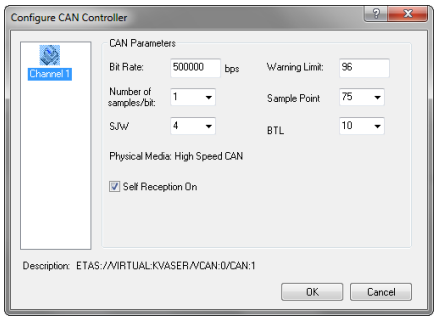 Configure CAN Controller
Channel 1
CAN Parameters
Bit Rate: 500000 bps Warning Limit: 96
Number of
samples/bit: 1 Sample Point 75
SJW 4 BTL 10
Physical Media: High Speed CAN
Self Reception On
Description: ETAS://VIRTUAL:KVASER/VCAN:0/CAN:1
OK Cancel